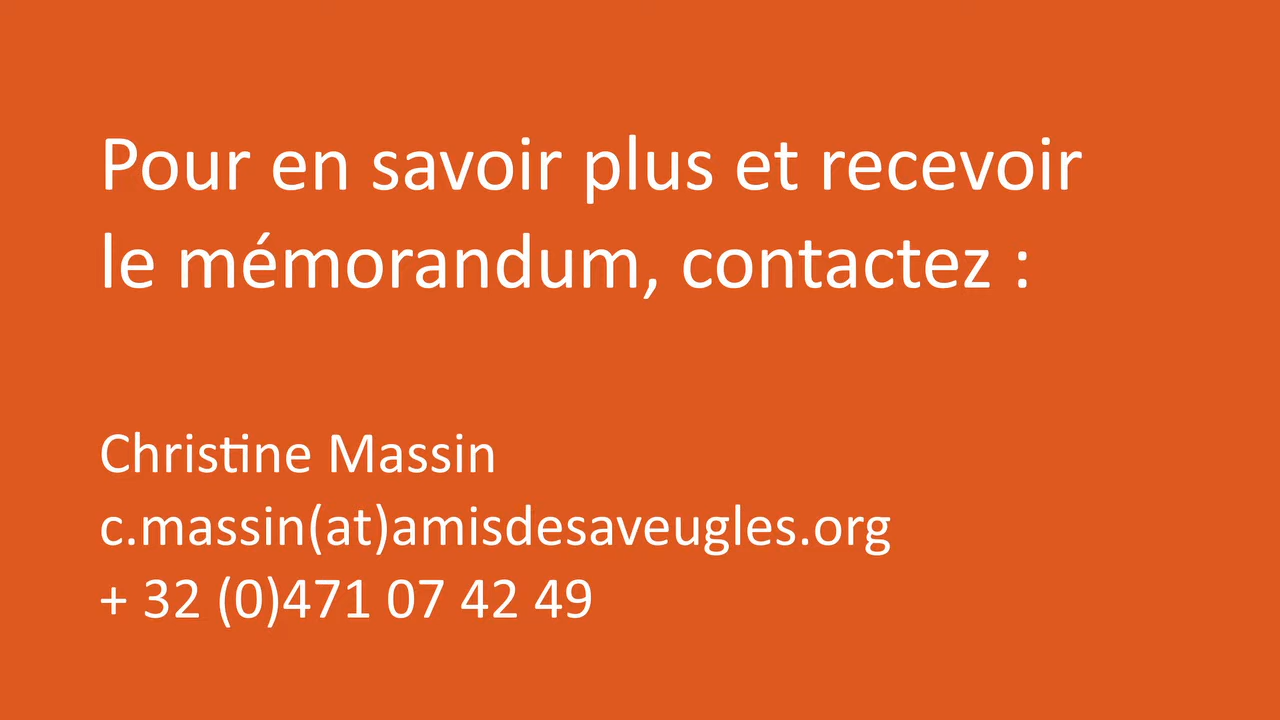 Pour en savoir plus et recevoir
le mémorandum, contactez :
Christine Massin
c.massin(at)amisdesaveugles.org
+ 32 (0)471 07 42 49